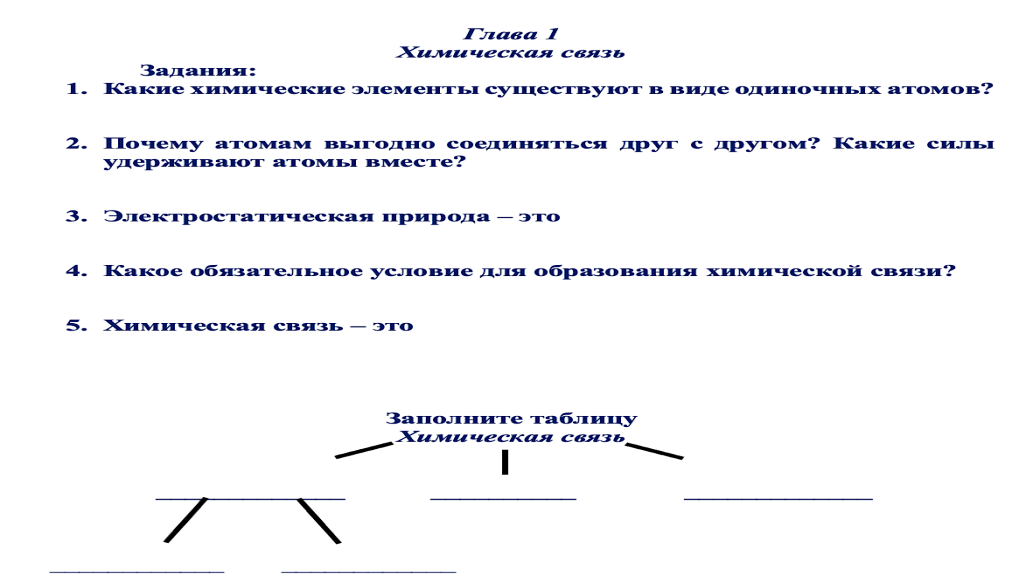 Глава 1
Химическая связь
Задания:
1. Какие химические элементы существуют в виде одиночных атомов?
2. Почему атомам выгодно соединяться друг с другом? Какие силы
удерживают атомы вместе?
3. Электростатическая природа – это
4. Какое обязательное условие для образования химической связи?
5. Химическая связь – это
Заполните таблицу
Химическая связь